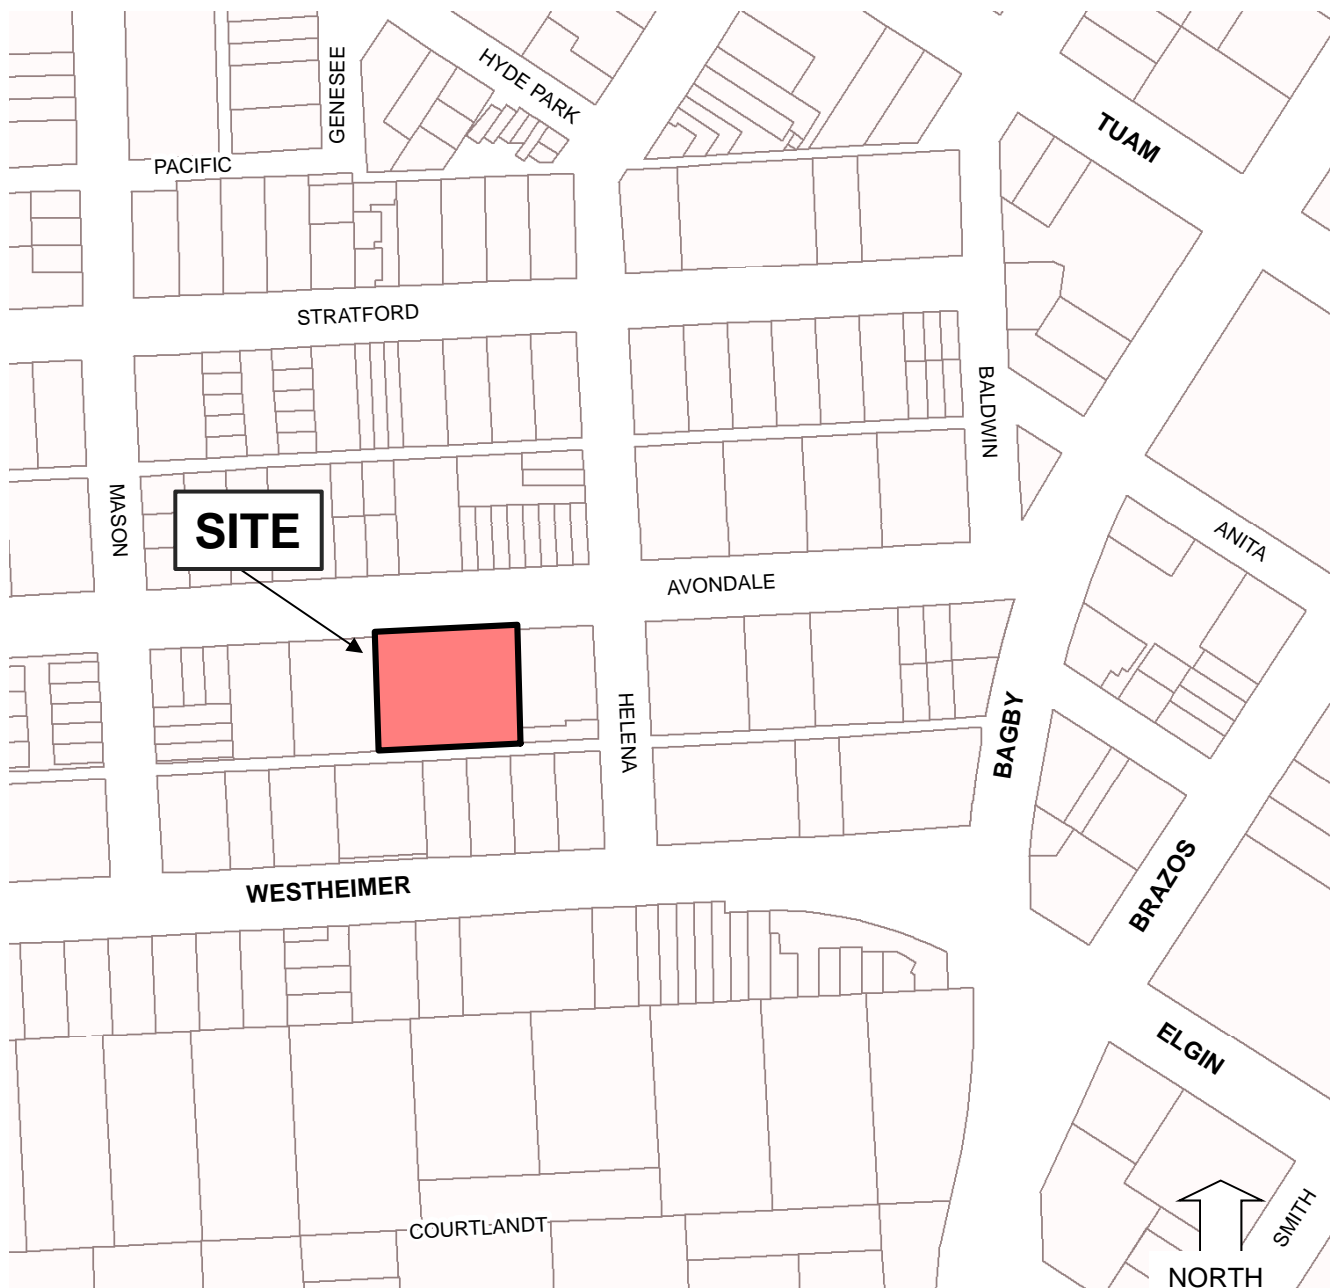 GENESEE
HYDE PARK
TUAM
PACIFIC
STRATFORD
BALDWIN
MASON
SITE
ANITA
AVONDALE
HELENA
BAGBY
BRAZOS
WESTHEIMER
ELGIN
COURTLANDT
SMITH
NORTH